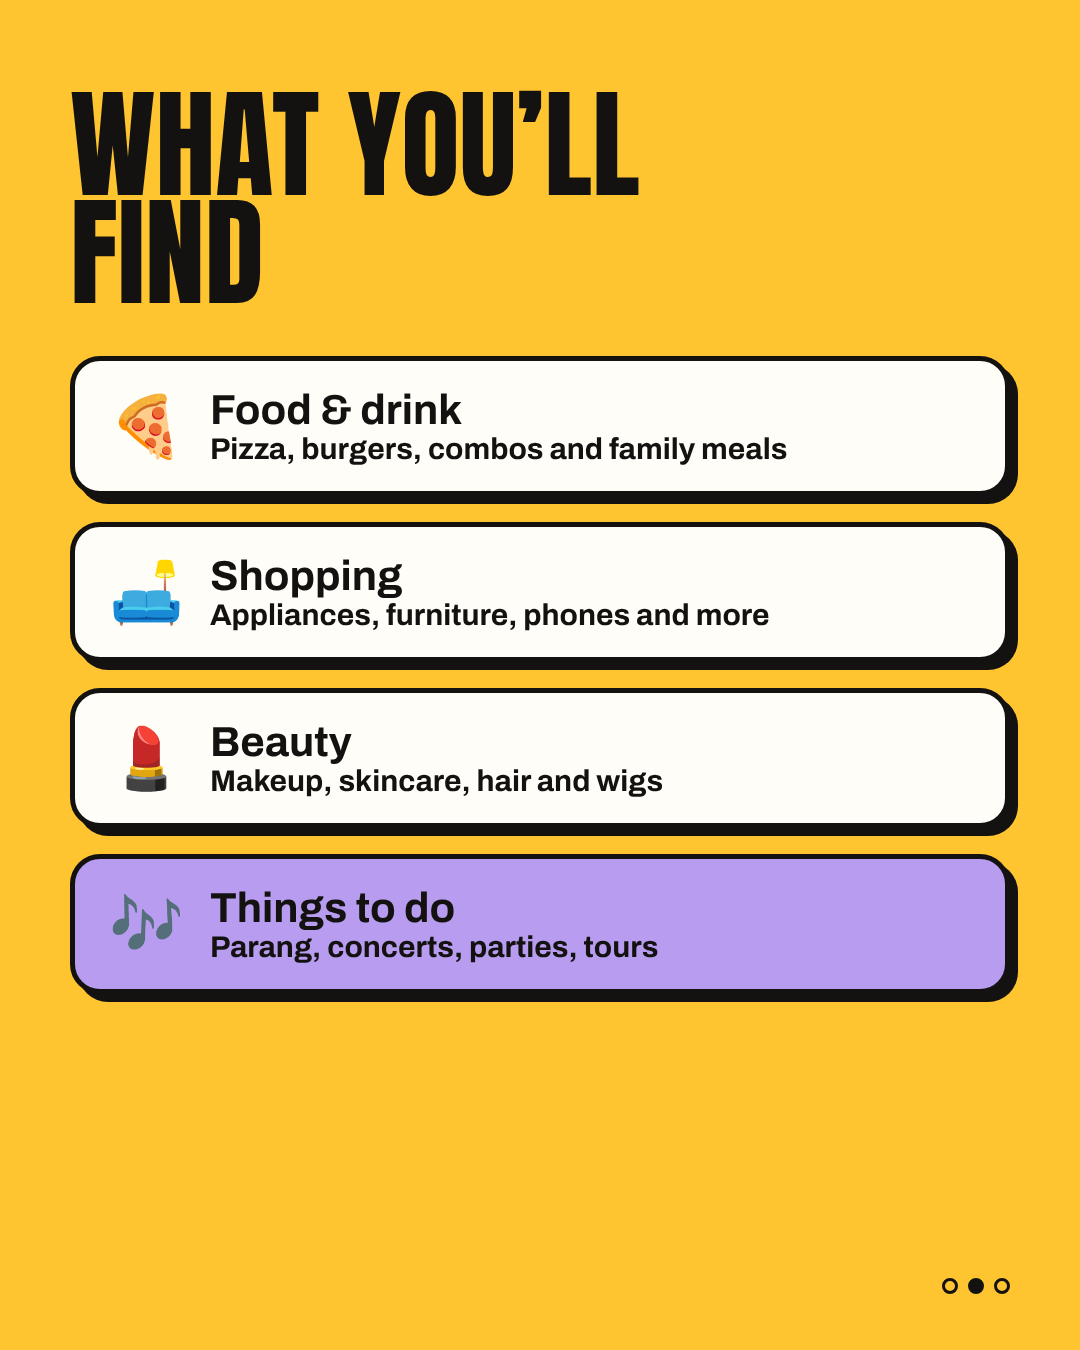 WHAT YOU’LL
FIND
Food & drink
Pizza, burgers, combos and family meals
Shopping
Appliances, furniture, phones and more
Beauty
Makeup, skincare, hair and wigs
Things to do
Parang, concerts, parties, tours